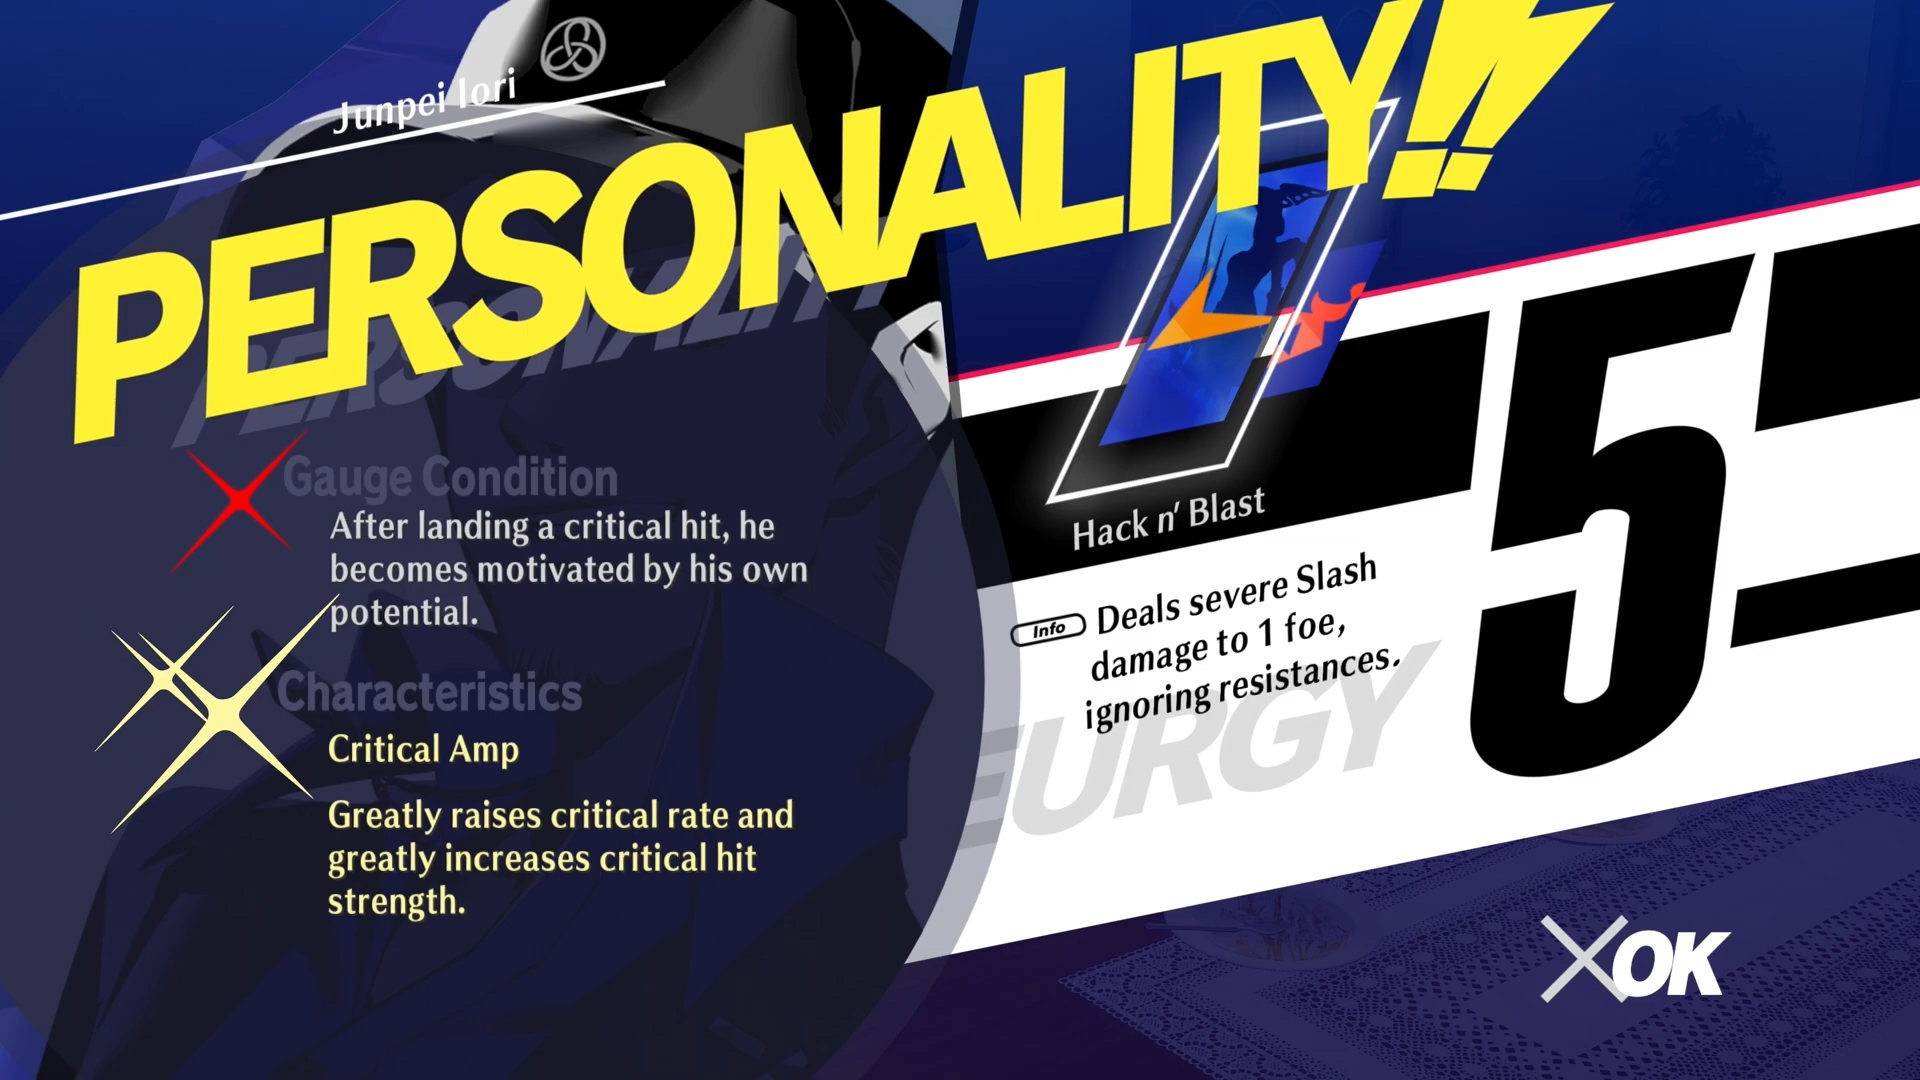 Junpei Iori
PERSONALITY!!
PERSONALITY
Gauge Condition
After landing a critical hit, he
becomes motivated by his own
potential.
Characteristics
Critical Amp
Greatly raises critical rate and
greatly increases critical hit
strength.
Hack n' Blast
Info Deals severe Slash
damage to 1 foe,
ignoring resistances.
EURGY
5
OK